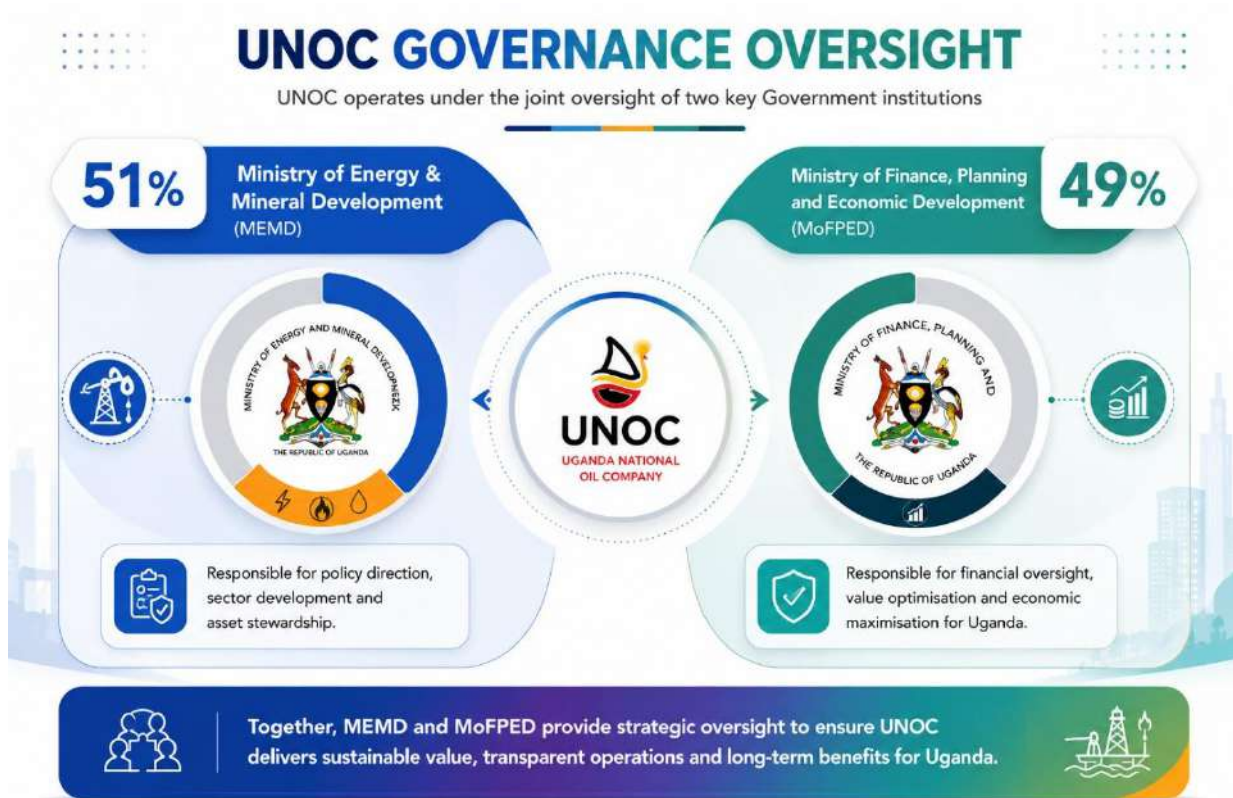 UNOC GOVERNANCE OVERSIGHT
UNOC operates under the joint oversight of two key Government institutions
51%
Ministry of Energy &
Mineral Development
(MEMD)
Ministry of Finance, Planning
and Economic Development
(MoFPED)
49%
MINISTRY OF ENERGY AND MINERAL DEVELOPMEZK
THE REPUBLIC OF UGANDA
UNOC
UGANDA NATIONAL
OIL COMPANY
MINISTRY OF FINANCE, PLANNING AND
THE REPUBLIC OF UGANDA
Responsible for policy direction,
sector development and
asset stewardship.
Responsible for financial oversight,
value optimisation and economic
maximisation for Uganda.
Together, MEMD and MoFPED provide strategic oversight to ensure UNOC
delivers sustainable value, transparent operations and long-term benefits for Uganda.